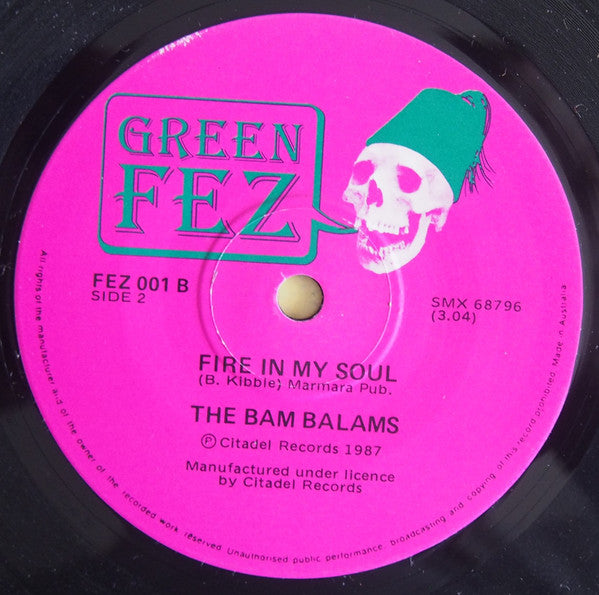 GREEN
FEZ
FEZ 001 B
SIDE 2
SMX 68796
(3.04)
FIRE IN MY SOUL
(B. Kibble) Marmara Pub.
THE BAM BALAMS
Ⓟ Citadel Records 1987
Manufactured under licence
by Citadel Records
All rights of the manufacturer and of the owner of the recorded work reserved. Unauthorised public performance, broadcasting and copying of this record prohibited. Made in Australia